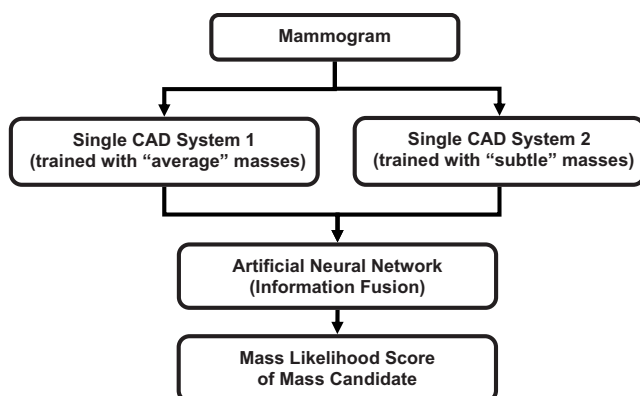 Mammogram
Single CAD System 1
(trained with “average” masses)
Single CAD System 2
(trained with “subtle” masses)
Artificial Neural Network
(Information Fusion)
Mass Likelihood Score
of Mass Candidate